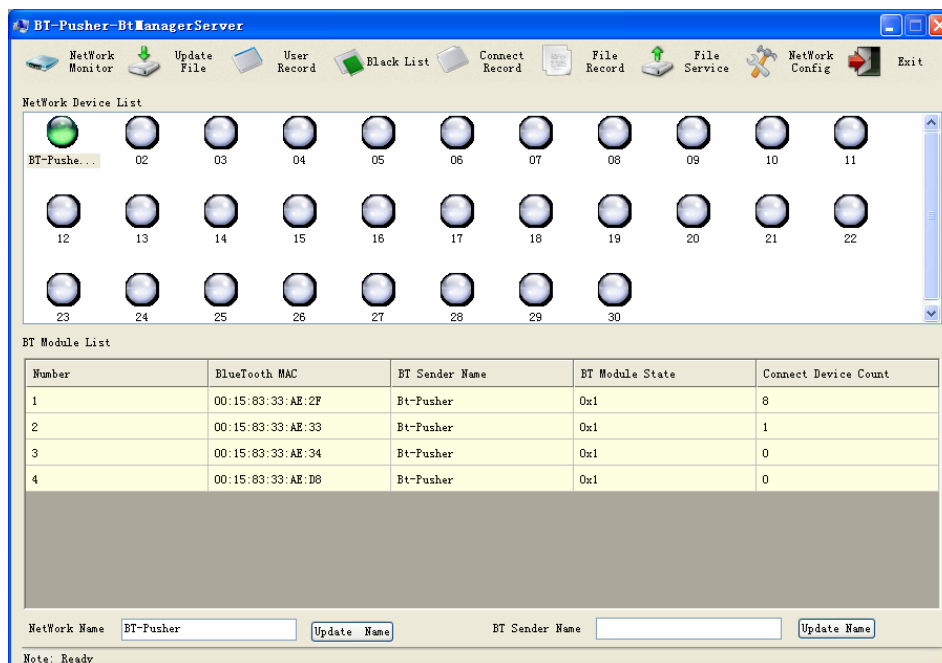 BT-Pusher-BtManagerServer
NetWork Monitor
Update File
User Record
Black List
Connect Record
File Record
File Service
NetWork Config
Exit
NetWork Device List
BT-Pushe... 02 03 04 05 06 07 08 09 10 11
12 13 14 15 16 17 18 19 20 21 22
23 24 25 26 27 28 29 30
BT Module List
Number BlueTooth MAC BT Sender Name BT Module State Connect Device Count
1 00:15:83:33:AE:2F Bt-Pusher 0x1 8
2 00:15:83:33:AE:33 Bt-Pusher 0x1 1
3 00:15:83:33:AE:34 Bt-Pusher 0x1 0
4 00:15:83:33:AE:D8 Bt-Pusher 0x1 0
NetWork Name BT-Pusher Update Name BT Sender Name Update Name
Note: Ready